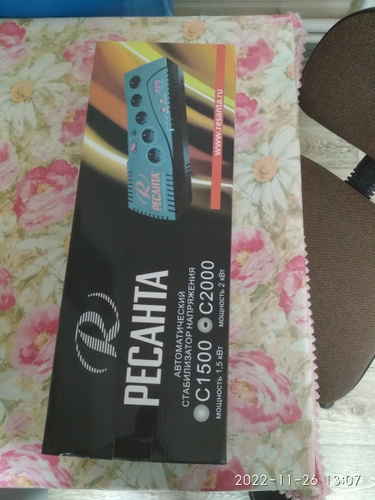 www.resanta.ru
РЕСАНТА
РЕСАНТА
АВТОМАТИЧЕСКИЙ
СТАБИЛИЗАТОР НАПРЯЖЕНИЯ
С1500 С2000
мощность 1,5 кВт мощность 2 кВт
2022-11-26 13:07